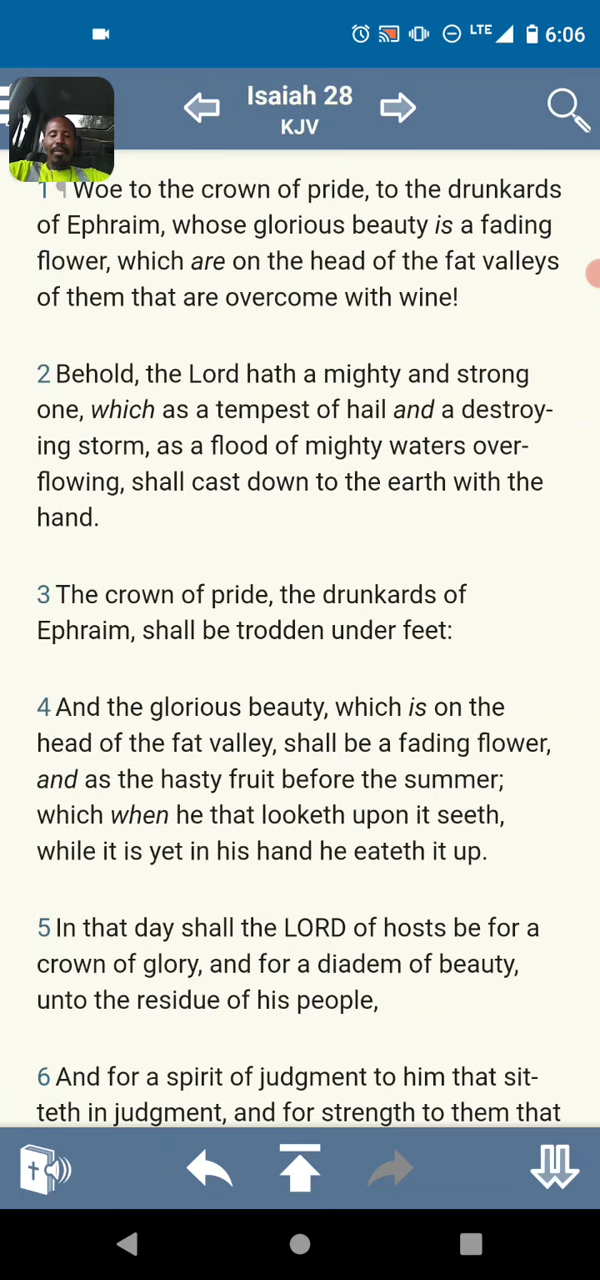 LTE 6:06
Isaiah 28
KJV
1 ¶ Woe to the crown of pride, to the drunkards
of Ephraim, whose glorious beauty is a fading
flower, which are on the head of the fat valleys
of them that are overcome with wine!
2 Behold, the Lord hath a mighty and strong
one, which as a tempest of hail and a destroy-
ing storm, as a flood of mighty waters over-
flowing, shall cast down to the earth with the
hand.
3 The crown of pride, the drunkards of
Ephraim, shall be trodden under feet:
4 And the glorious beauty, which is on the
head of the fat valley, shall be a fading flower,
and as the hasty fruit before the summer;
which when he that looketh upon it seeth,
while it is yet in his hand he eateth it up.
5 In that day shall the LORD of hosts be for a
crown of glory, and for a diadem of beauty,
unto the residue of his people,
6 And for a spirit of judgment to him that sit-
teth in judgment, and for strength to them that